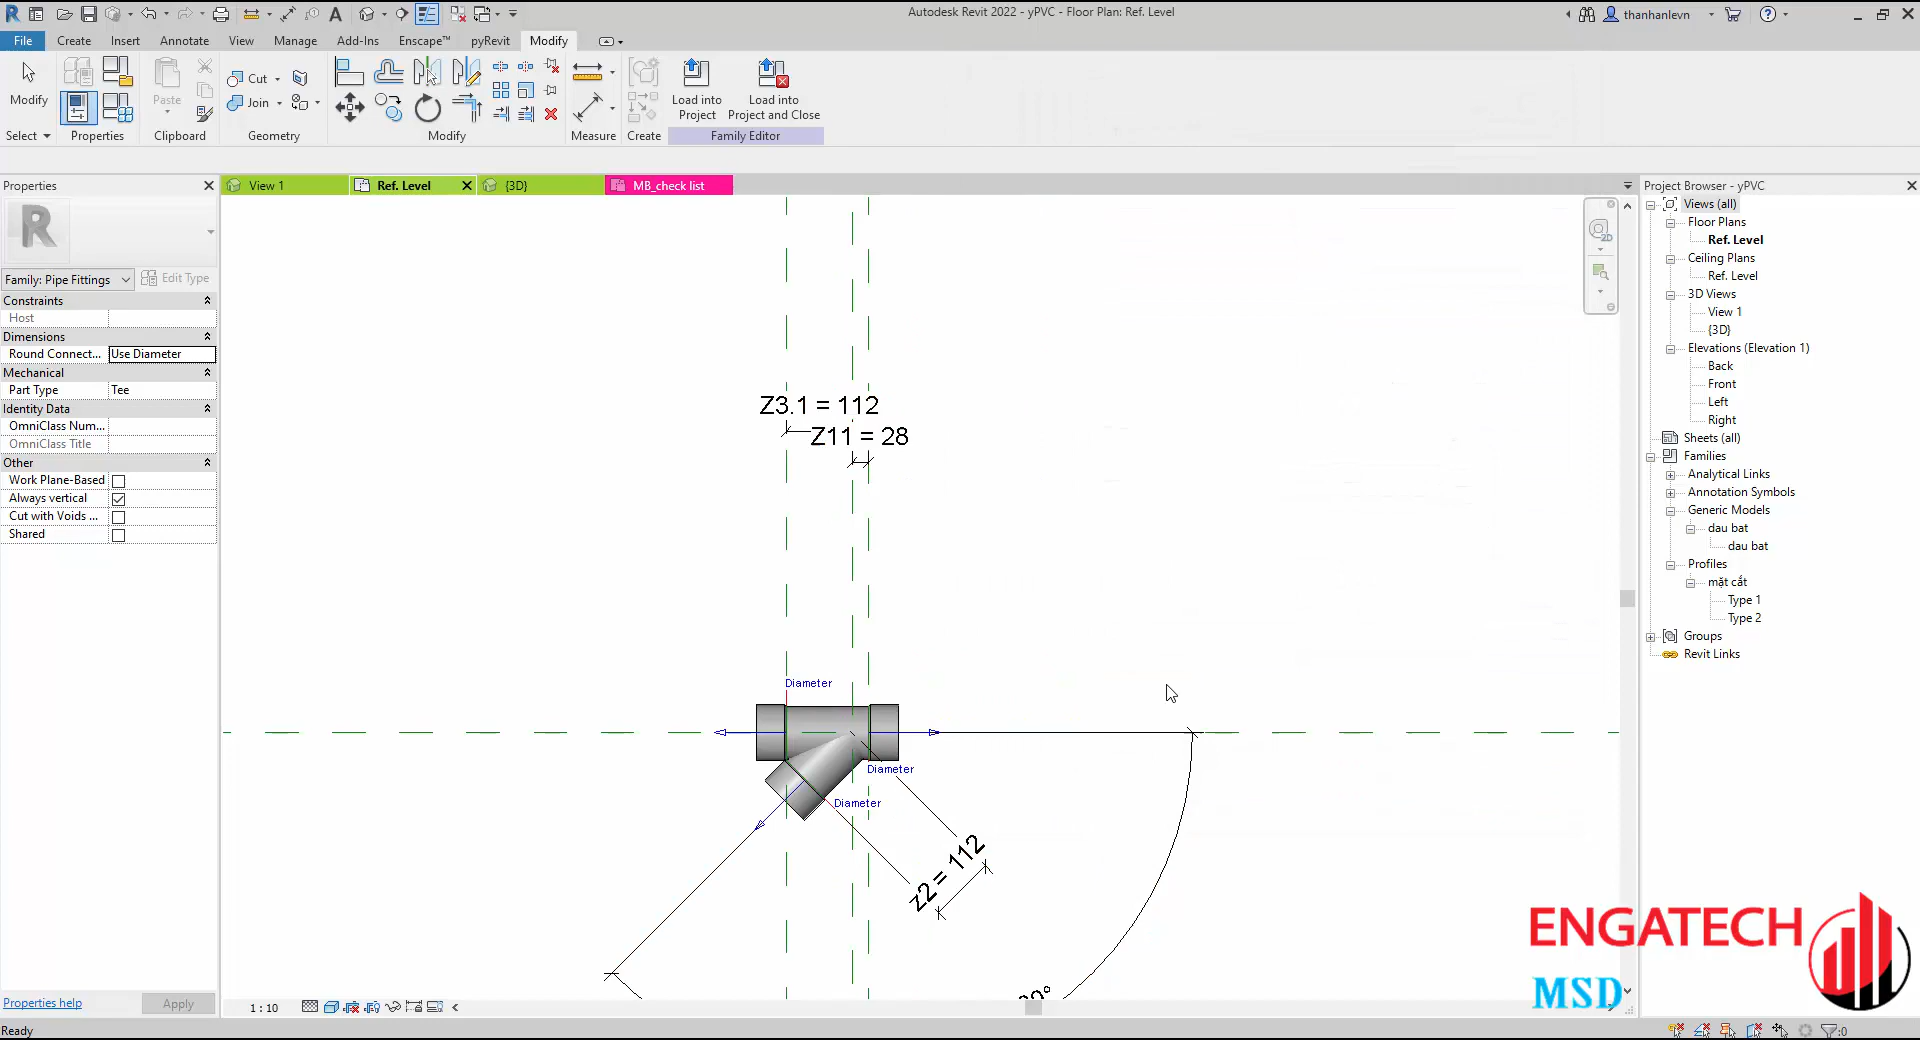 Autodesk Revit 2022 - yPVC - Floor Plan: Ref. Level
thanhanlevn
File
Create
Insert
Annotate
View
Manage
Add-Ins
Enscape™
pyRevit
Modify
Modify
Paste
Cut
Join
Load into
Project
Load into
Project and Close
Select
Properties
Clipboard
Geometry
Modify
Measure
Create
Family Editor
Properties
View 1
Ref. Level
{3D}
MB_check list
Project Browser - yPVC
R
Family: Pipe Fittings
Edit Type
Constraints
Host
Dimensions
Round Connect...
Use Diameter
Mechanical
Part Type
Tee
Identity Data
OmniClass Num...
OmniClass Title
Other
Work Plane-Based
Always vertical
Cut with Voids ...
Shared
Properties help
Apply
Z3.1 = 112
Z11 = 28
Diameter
Diameter
Diameter
z2 = 112
2D
Views (all)
Floor Plans
Ref. Level
Ceiling Plans
Ref. Level
3D Views
View 1
{3D}
Elevations (Elevation 1)
Back
Front
Left
Right
Sheets (all)
Families
Analytical Links
Annotation Symbols
Generic Models
dau bat
dau bat
Profiles
mặt cắt
Type 1
Type 2
Groups
Revit Links
ENGATECH
MSD
1 : 10
Ready
:0